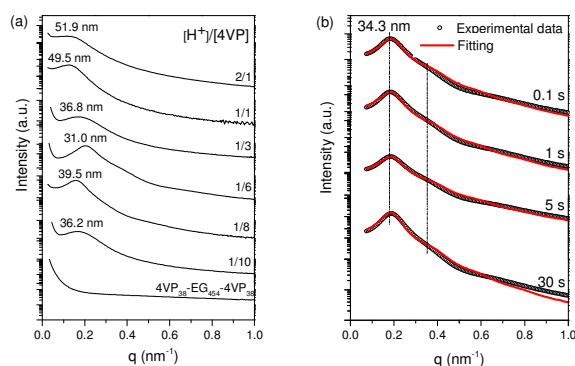 (a)
51.9 nm
[H⁺]/[4VP]
49.5 nm
2/1
1/1
36.8 nm
1/3
31.0 nm
1/6
39.5 nm
1/8
36.2 nm
1/10
4VP₃₈-EG₄₅₄-4VP₃₈
Intensity (a.u.)
0.0 0.2 0.4 0.6 0.8 1.0
q (nm⁻¹)
(b)
34.3 nm
Experimental data
Fitting
0.1 s
1 s
5 s
30 s
Intensity (a.u.)
0.0 0.2 0.4 0.6 0.8 1.0
q (nm⁻¹)